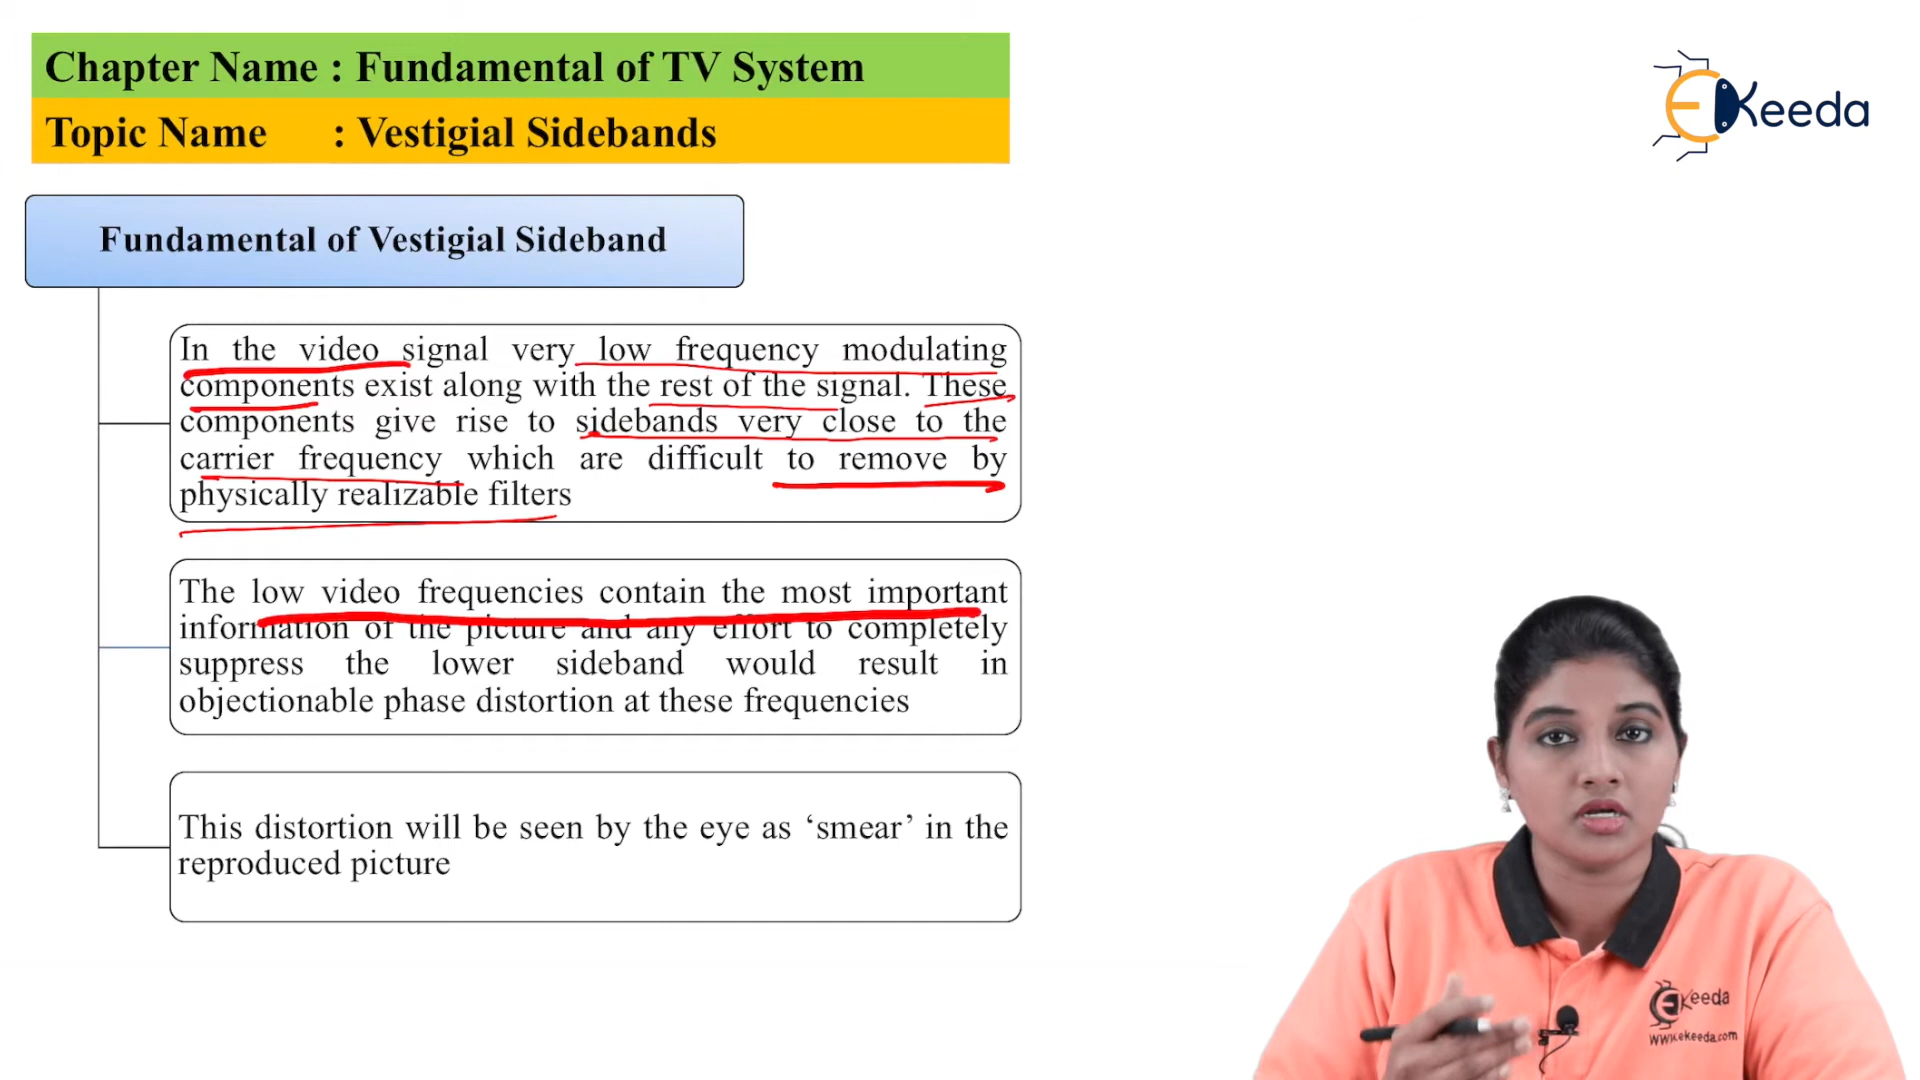 Chapter Name : Fundamental of TV System
Topic Name : Vestigial Sidebands
EKeeda
Fundamental of Vestigial Sideband
In the video signal very low frequency modulating
components exist along with the rest of the signal. These
components give rise to sidebands very close to the
carrier frequency which are difficult to remove by
physically realizable filters
The low video frequencies contain the most important
information of the picture and any effort to completely
suppress the lower sideband would result in
objectionable phase distortion at these frequencies
This distortion will be seen by the eye as ‘smear’ in the
reproduced picture
EKeeda
www.ekeeda.com